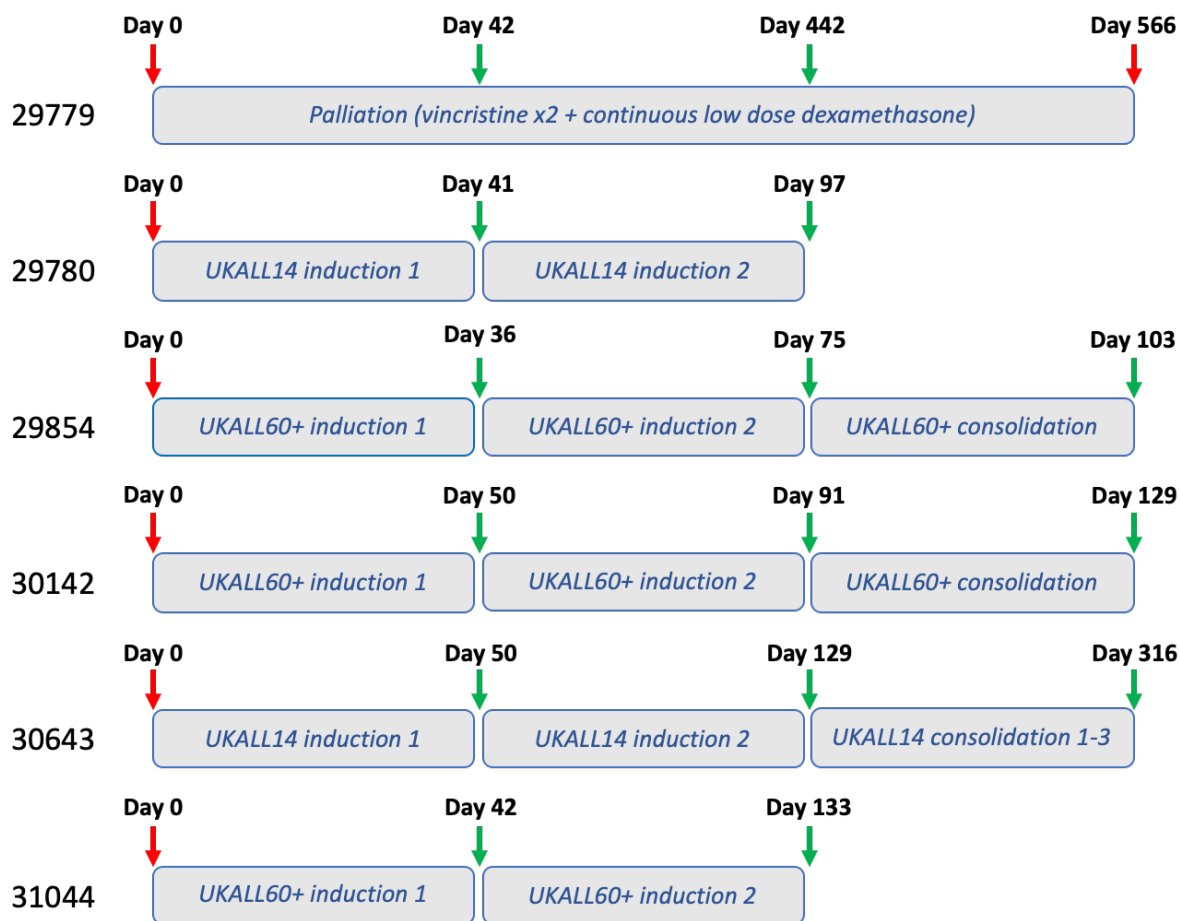 Day 0 Day 42 Day 442 Day 566
29779 Palliation (vincristine x2 + continuous low dose dexamethasone)
Day 0 Day 41 Day 97
29780 UKALL14 induction 1 UKALL14 induction 2
Day 0 Day 36 Day 75 Day 103
29854 UKALL60+ induction 1 UKALL60+ induction 2 UKALL60+ consolidation
Day 0 Day 50 Day 91 Day 129
30142 UKALL60+ induction 1 UKALL60+ induction 2 UKALL60+ consolidation
Day 0 Day 50 Day 129 Day 316
30643 UKALL14 induction 1 UKALL14 induction 2 UKALL14 consolidation 1-3
Day 0 Day 42 Day 133
31044 UKALL60+ induction 1 UKALL60+ induction 2